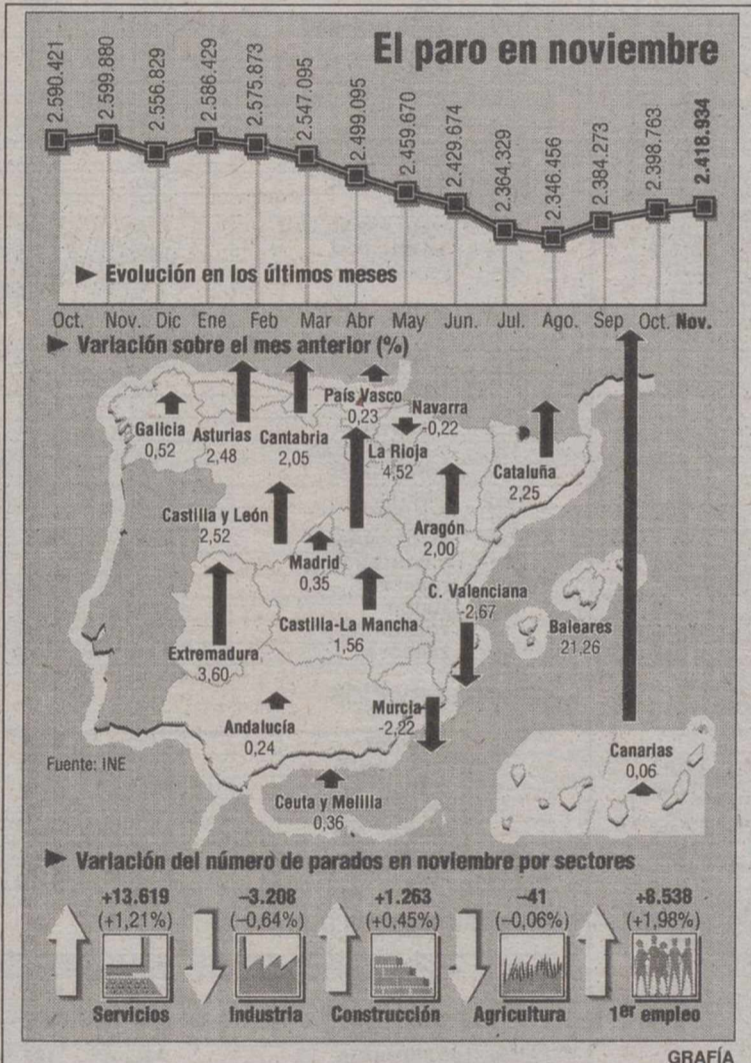 El paro en noviembre
2.590.421
2.599.880
2.556.829
2.586.429
2.575.873
2.547.095
2.499.095
2.459.670
2.429.674
2.364.329
2.346.456
2.384.273
2.398.763
2.418.934
Evolución en los últimos meses
Oct. Nov. Dic Ene Feb Mar Abr May Jun. Jul. Ago. Sep Oct. Nov.
Variación sobre el mes anterior (%)
Galicia
0,52
Asturias
2,48
Cantabria
2,05
País Vasco
0,23
Navarra
-0,22
La Rioja
4,52
Cataluña
2,25
Castilla y León
2,52
Aragón
2,00
Madrid
0,35
C. Valenciana
-2,67
Castilla-La Mancha
1,56
Baleares
21,26
Extremadura
3,60
Murcia
-2,22
Andalucía
0,24
Canarias
0,06
Fuente: INE
Ceuta y Melilla
0,36
Variación del número de parados en noviembre por sectores
+13.619
(+1,21%)
Servicios
–3.208
(–0,64%)
Industria
+1.263
(+0,45%)
Construcción
–41
(–0,06%)
Agricultura
+8.538
(+1,98%)
1er empleo
GRAFÍA